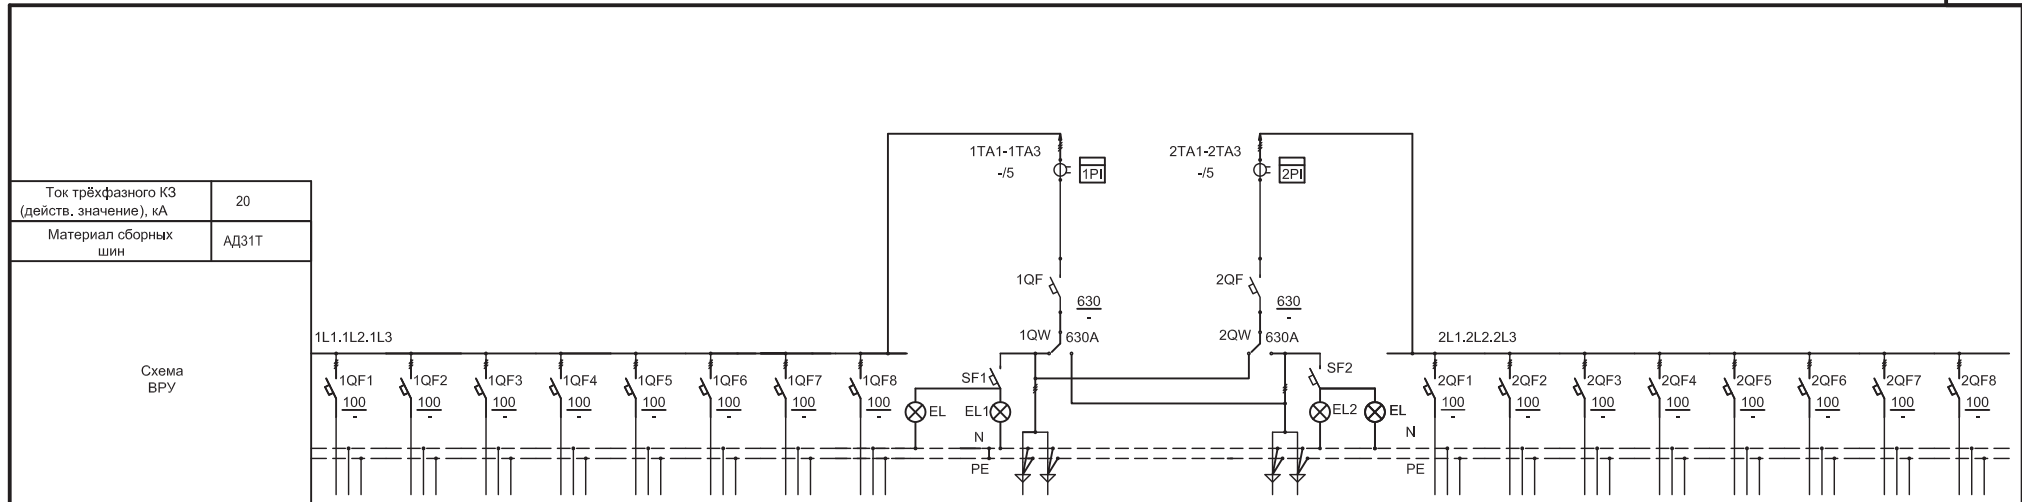 1TA1-1TA3
-/5
1PI
2TA1-2TA3
-/5
2PI
Ток трёхфазного КЗ
(действ. значение), кА
20
Материал сборных
шин
АД31Т
1QF
630
-
2QF
630
-
1QW
630А
2QW
630А
1L1.1L2.1L3
2L1.2L2.2L3
Схема
ВРУ
1QF1
100
-
1QF2
100
-
1QF3
100
-
1QF4
100
-
1QF5
100
-
1QF6
100
-
1QF7
100
-
1QF8
100
-
SF1
EL
EL1
SF2
EL2
EL
2QF1
100
-
2QF2
100
-
2QF3
100
-
2QF4
100
-
2QF5
100
-
2QF6
100
-
2QF7
100
-
2QF8
100
-
N
PE
N
PE